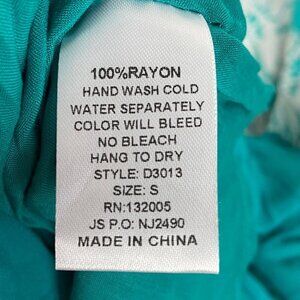 100%RAYON
HAND WASH COLD
WATER SEPARATELY
COLOR WILL BLEED
NO BLEACH
HANG TO DRY
STYLE: D3013
SIZE: S
RN:132005
JS P.O: NJ2490
MADE IN CHINA